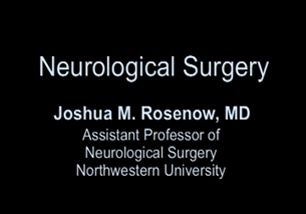 Neurological Surgery
Joshua M. Rosenow, MD
Assistant Professor of
Neurological Surgery
Northwestern University